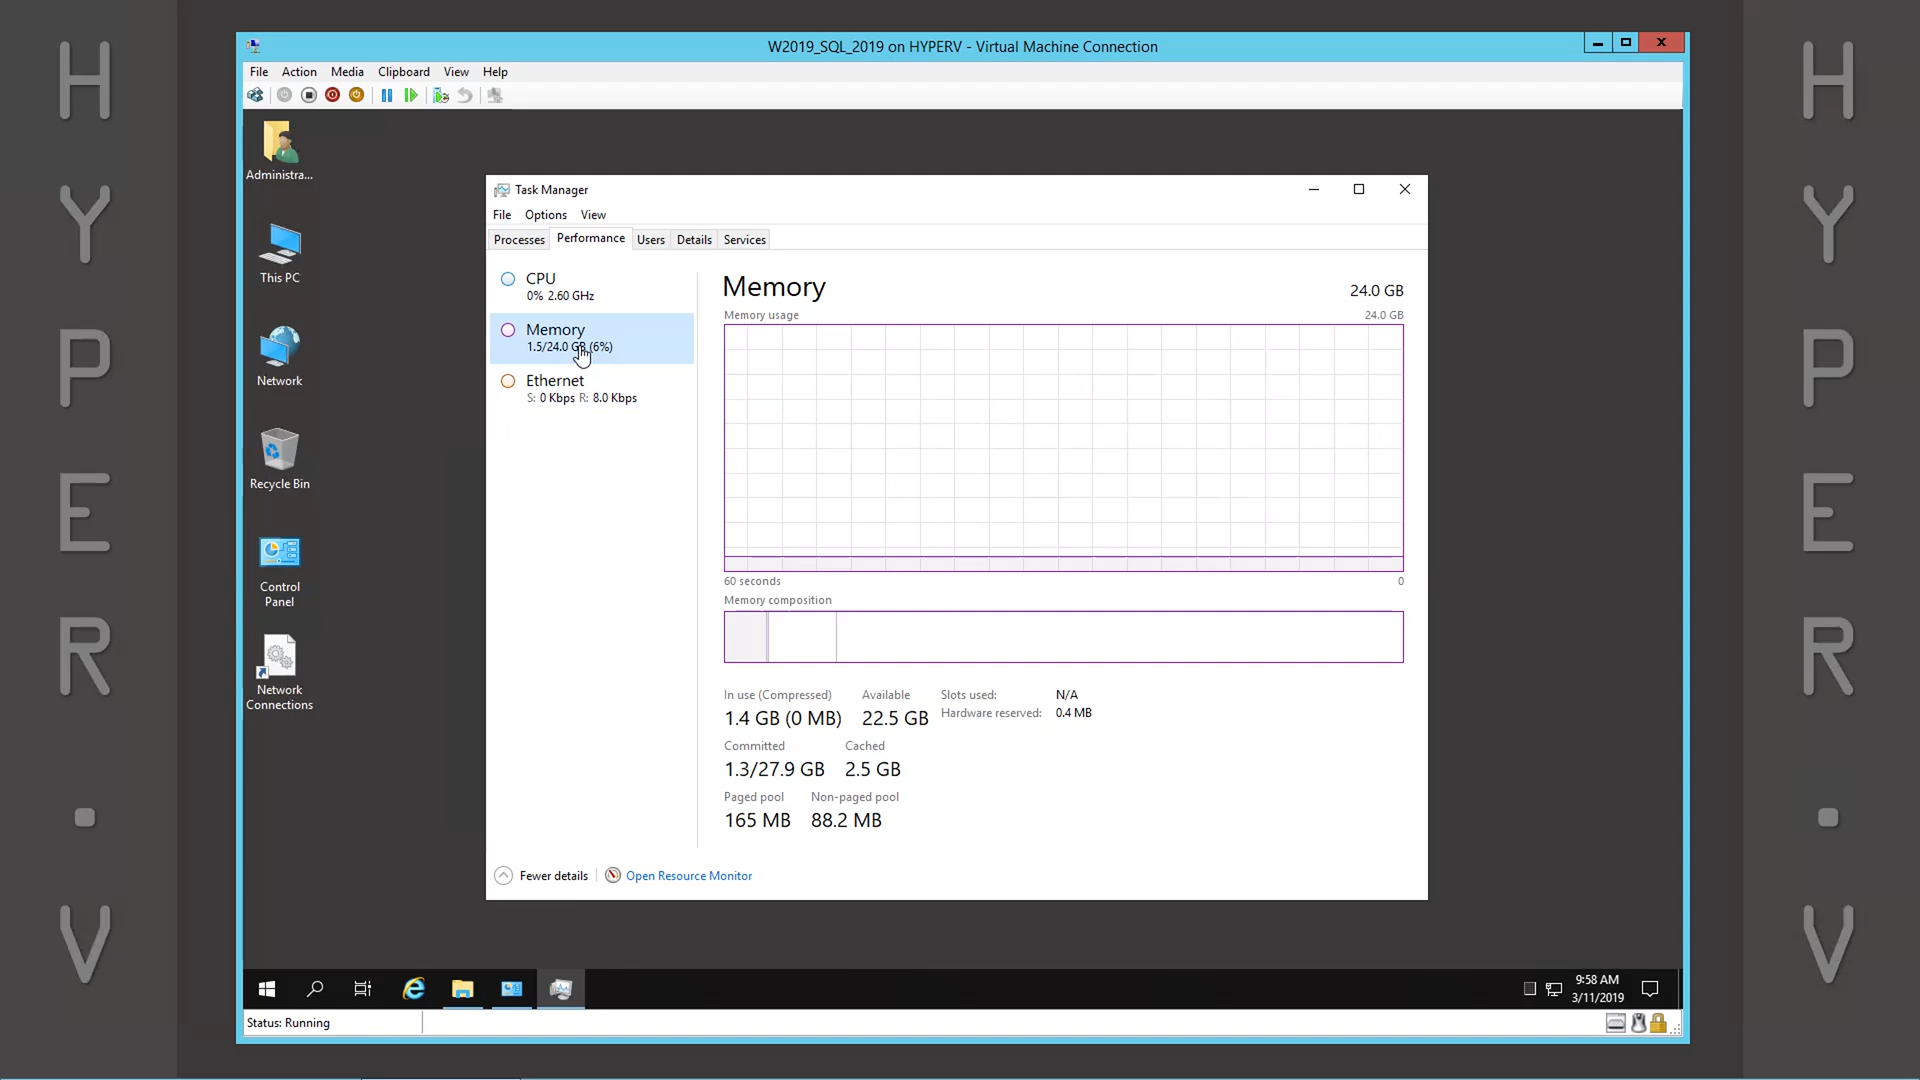 H
Y
P
E
R
.
V
W2019_SQL_2019 on HYPERV - Virtual Machine Connection
File Action Media Clipboard View Help
Administra...
This PC
Network
Recycle Bin
Control
Panel
Network
Connections
Task Manager
File Options View
Processes Performance Users Details Services
CPU
0% 2.60 GHz
Memory
1.5/24.0 GB (6%)
Ethernet
S: 0 Kbps R: 8.0 Kbps
Memory 24.0 GB
Memory usage 24.0 GB
60 seconds 0
Memory composition
In use (Compressed) Available Slots used: N/A
1.4 GB (0 MB) 22.5 GB Hardware reserved: 0.4 MB
Committed Cached
1.3/27.9 GB 2.5 GB
Paged pool Non-paged pool
165 MB 88.2 MB
Fewer details Open Resource Monitor
9:58 AM
3/11/2019
Status: Running
H
Y
P
E
R
.
V